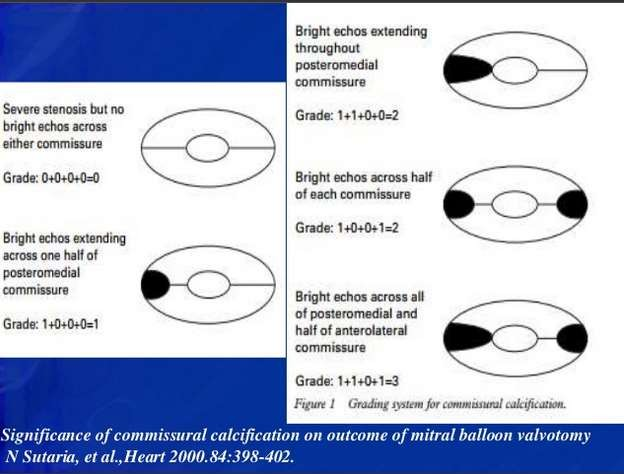 Severe stenosis but no
bright echos across
either commissure
Grade: 0+0+0+0=0
Bright echos extending
across one half of
posteromedial
commissure
Grade: 1+0+0+0=1
Bright echos extending
throughout
posteromedial
commissure
Grade: 1+1+0+0=2
Bright echos across half
of each commissure
Grade: 1+0+0+1=2
Bright echos across all
of posteromedial and
half of anterolateral
commissure
Grade: 1+1+0+1=3
Figure 1 Grading system for commissural calcification.
Significance of commissural calcification on outcome of mitral balloon valvotomy
N Sutaria, et al.,Heart 2000.84:398-402.